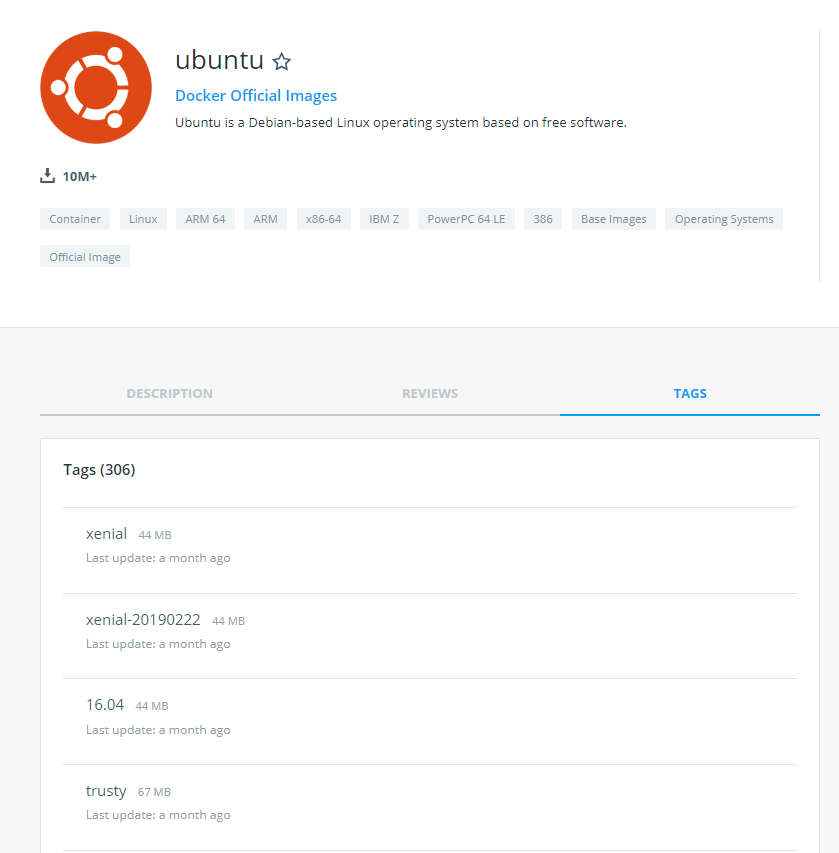 ubuntu
Docker Official Images
Ubuntu is a Debian-based Linux operating system based on free software.
10M+
Container Linux ARM 64 ARM x86-64 IBM Z PowerPC 64 LE 386 Base Images Operating Systems
Official Image
DESCRIPTION REVIEWS TAGS
Tags (306)
xenial 44 MB
Last update: a month ago
xenial-20190222 44 MB
Last update: a month ago
16.04 44 MB
Last update: a month ago
trusty 67 MB
Last update: a month ago